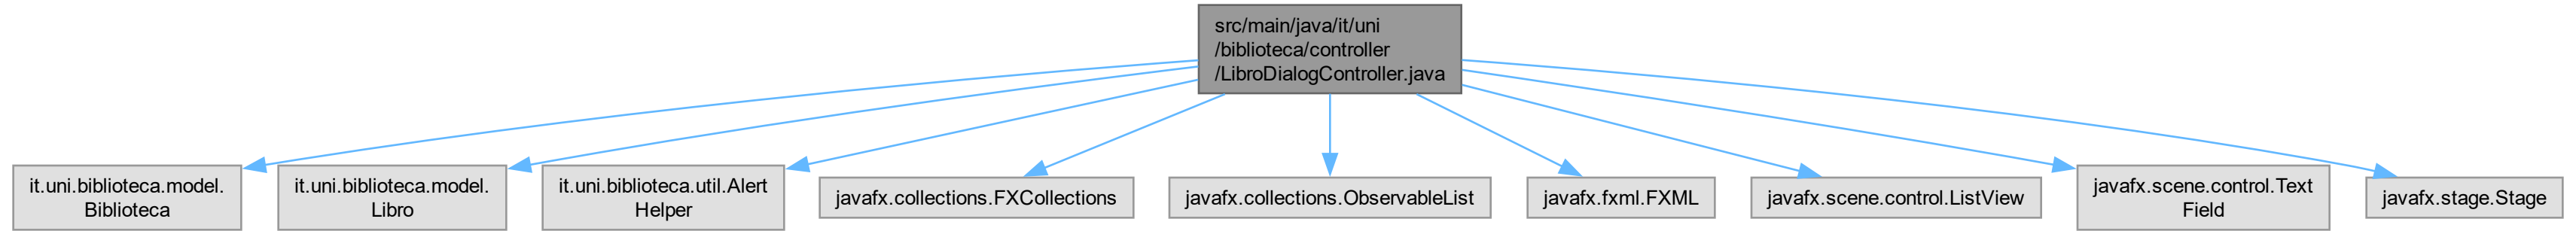 src/main/java/it/uni
/biblioteca/controller
/LibroDialogController.java
it.uni.biblioteca.model.
Biblioteca
it.uni.biblioteca.model.
Libro
it.uni.biblioteca.util.Alert
Helper
javafx.collections.FXCollections
javafx.collections.ObservableList
javafx.fxml.FXML
javafx.scene.control.ListView
javafx.scene.control.Text
Field
javafx.stage.Stage